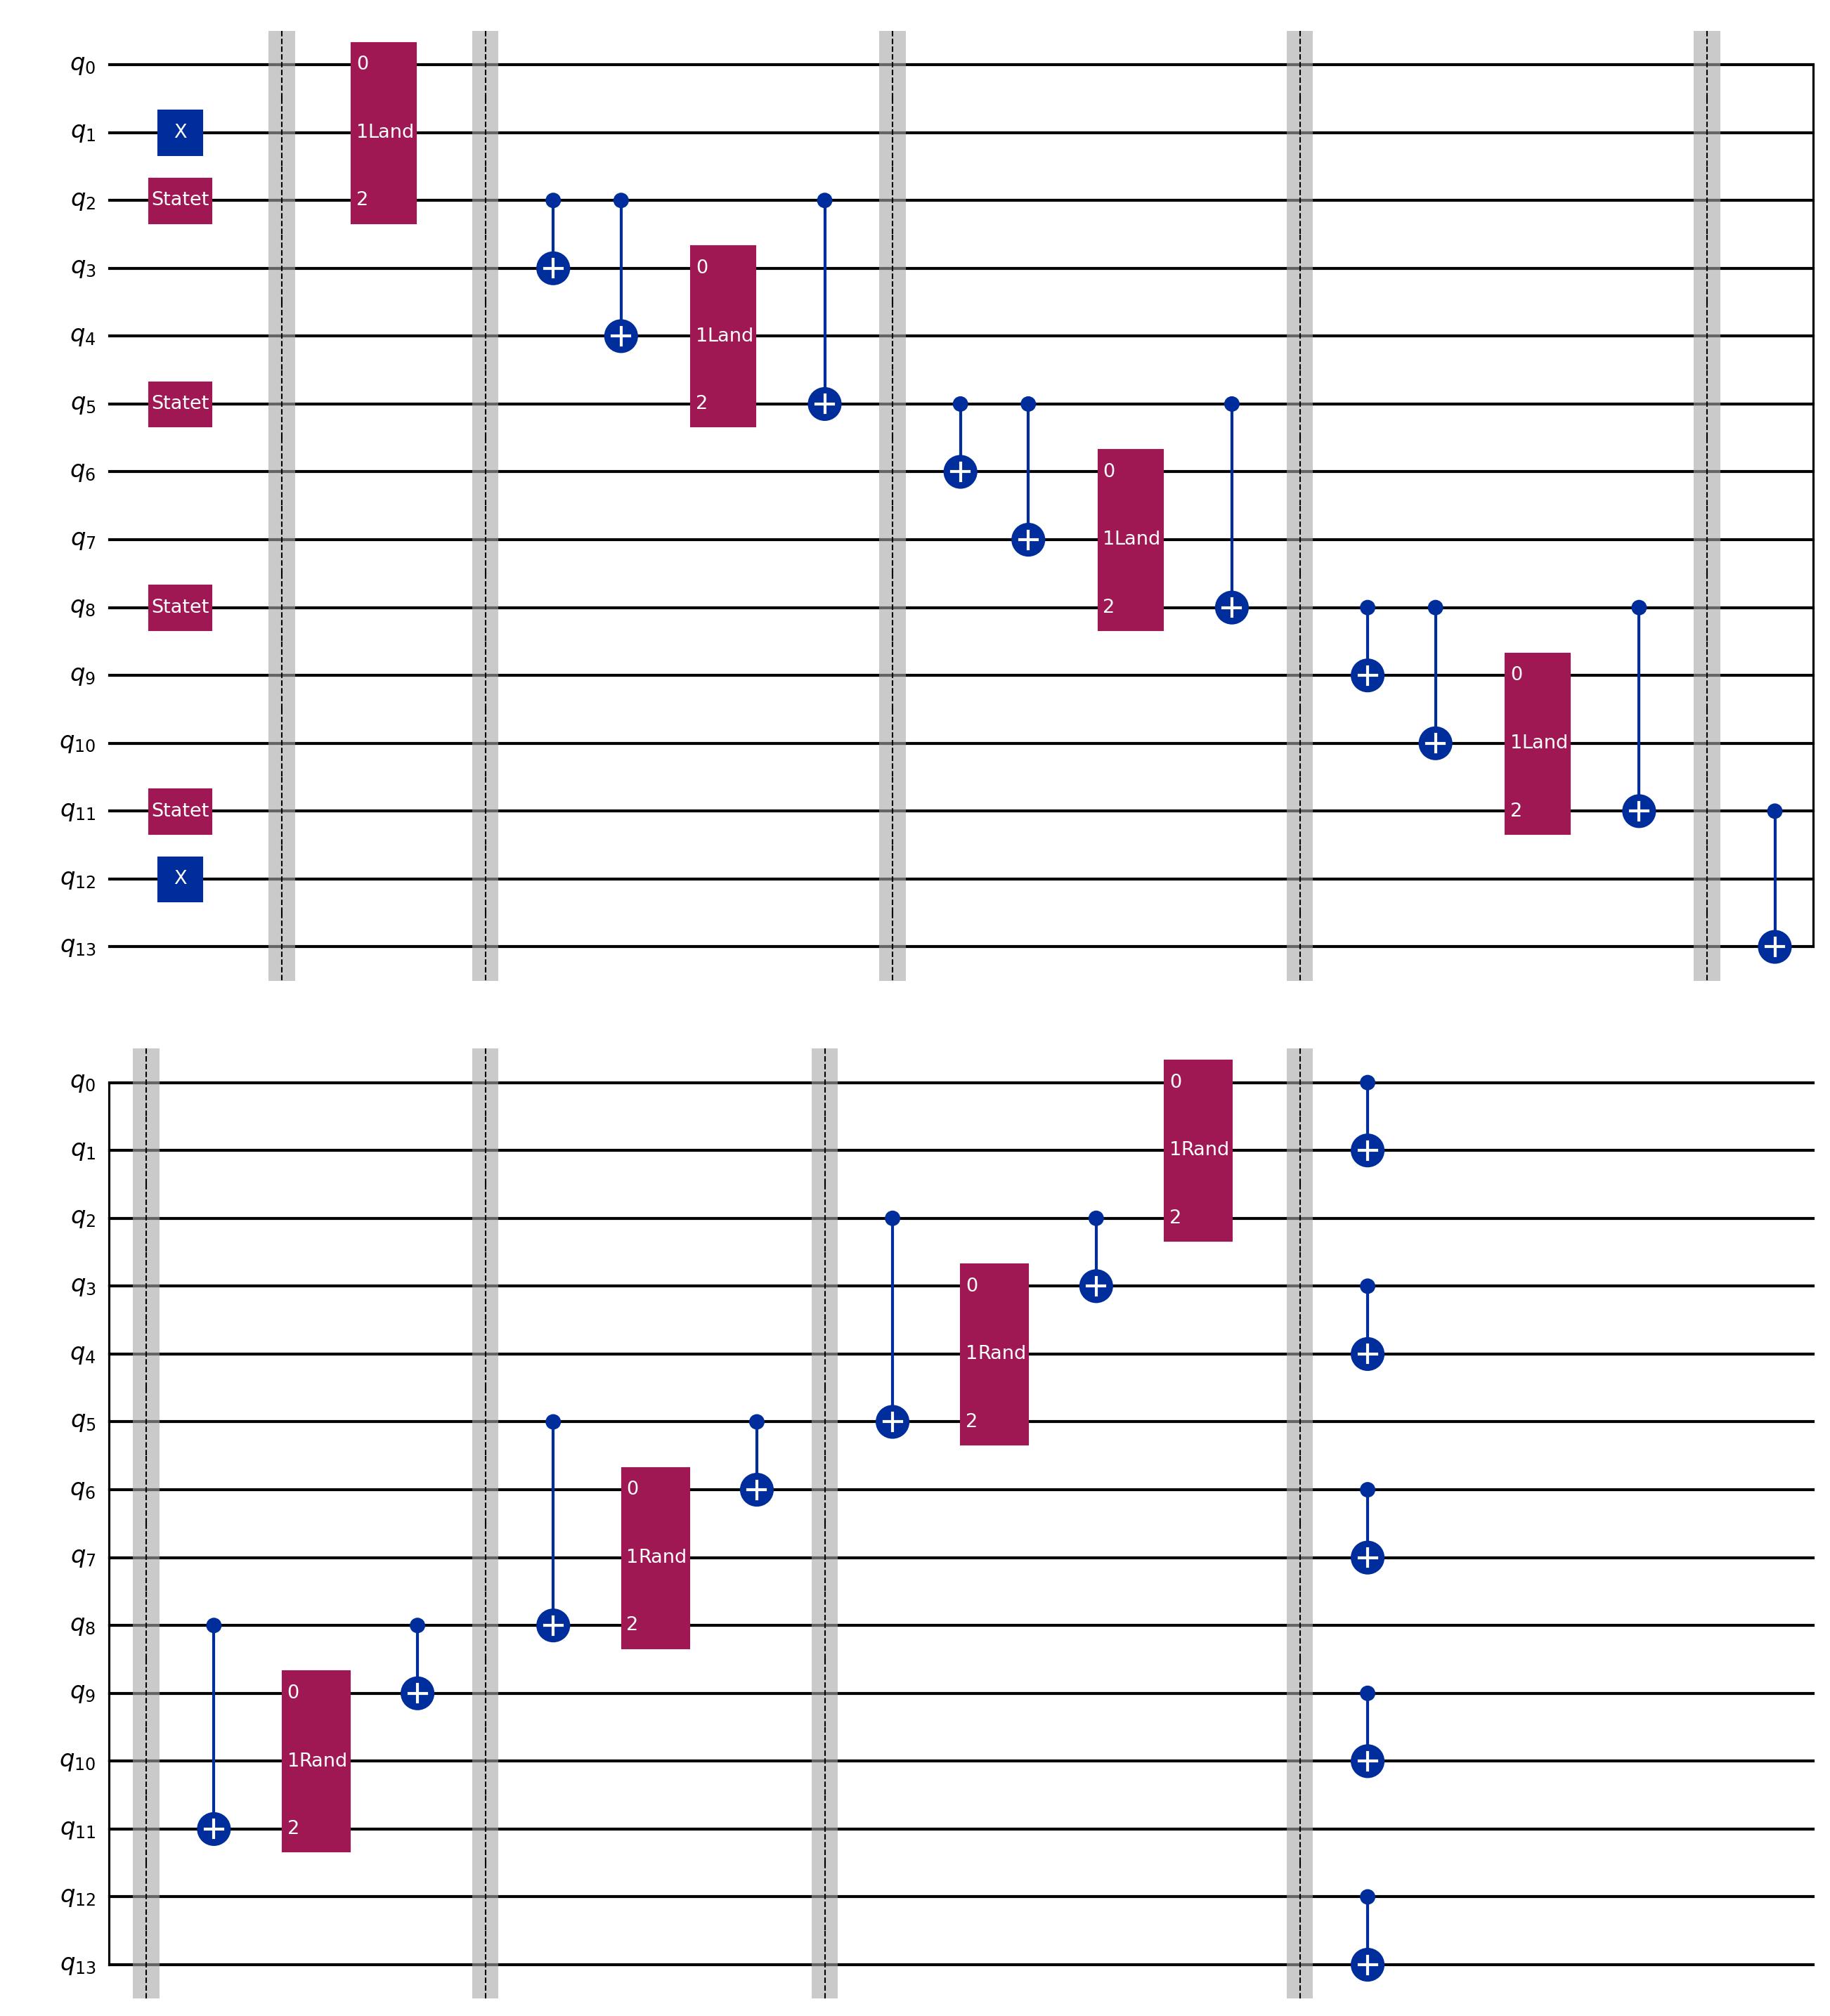 q0 0
q1 X 1Land
q2 Statet 2
q3 0
q4 1Land
q5 Statet 2
q6 0
q7 1Land
q8 Statet 2
q9 0
q10 1Land
q11 Statet 2
q12 X
q13
q0 0
q1 1Rand
q2 2
q3 0
q4 1Rand
q5 2
q6 0
q7 1Rand
q8 2
q9 0
q10 1Rand
q11 2
q12
q13